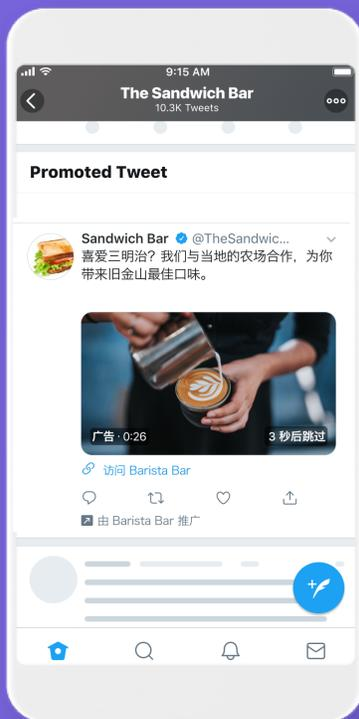 9:15 AM
The Sandwich Bar
10.3K Tweets
Promoted Tweet
Sandwich Bar @TheSandwic...
喜爱三明治？我们与当地的农场合作，为你
带来旧金山最佳口味。
广告 · 0:26
3 秒后跳过
访问 Barista Bar
由 Barista Bar 推广